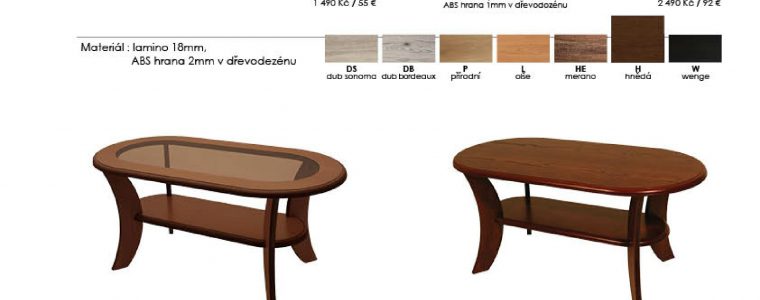 1 490 Kč / 55 €
ABS hrana 1mm v dřevodezénu
2 490 Kč / 92 €
Materiál : lamino 18mm,
ABS hrana 2mm v dřevodezénu
DS DB P L HE H W
dub sonoma dub bordeaux přírodní olše merano hnědá wenge